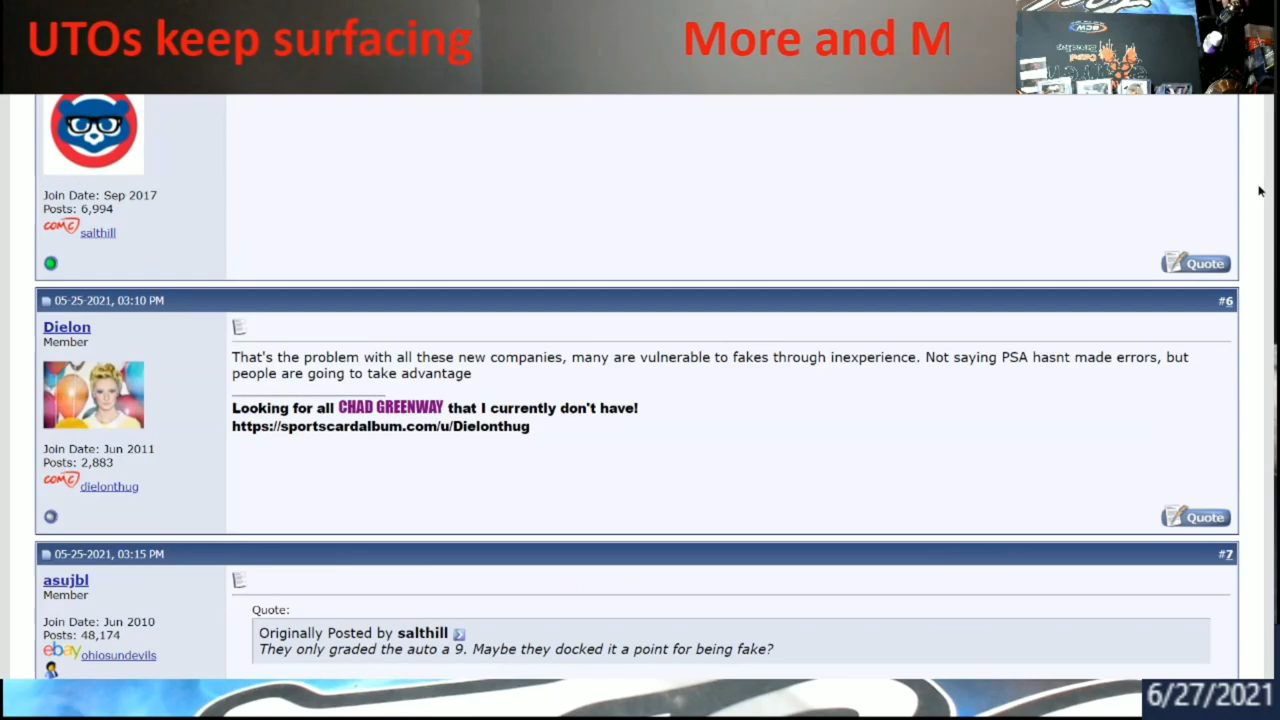 UTOs keep surfacing More and M
Join Date: Sep 2017
Posts: 6,994
COMC salthill
Quote
05-25-2021, 03:10 PM #6
Dielon
Member
That's the problem with all these new companies, many are vulnerable to fakes through inexperience. Not saying PSA hasnt made errors, but
people are going to take advantage
Looking for all CHAD GREENWAY that I currently don't have!
https://sportscardalbum.com/u/Dielonthug
Join Date: Jun 2011
Posts: 2,883
COMC dielonthug
Quote
05-25-2021, 03:15 PM #7
asujbl
Member
Join Date: Jun 2010
Posts: 48,174
ebay ohiosundevils
Quote:
Originally Posted by salthill
They only graded the auto a 9. Maybe they docked it a point for being fake?
6/27/2021